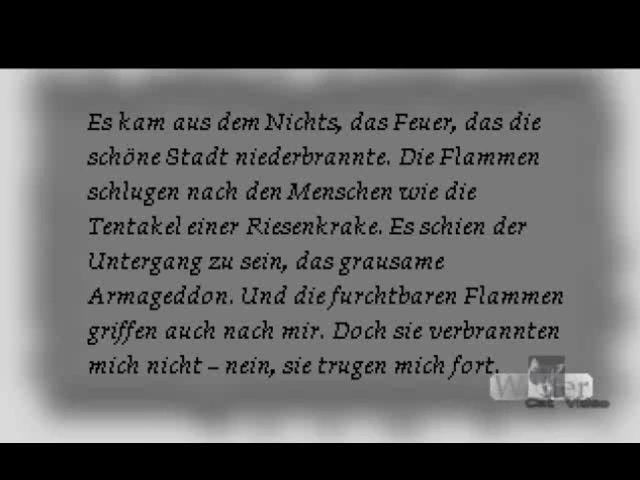 Es kam aus dem Nichts, das Feuer, das die
schöne Stadt niederbrannte. Die Flammen
schlugen nach den Menschen wie die
Tentakel einer Riesenkrake. Es schien der
Untergang zu sein, das grausame
Armageddon. Und die furchtbaren Flammen
griffen auch nach mir. Doch sie verbrannten
mich nicht – nein, sie trugen mich fort.
Cat Video